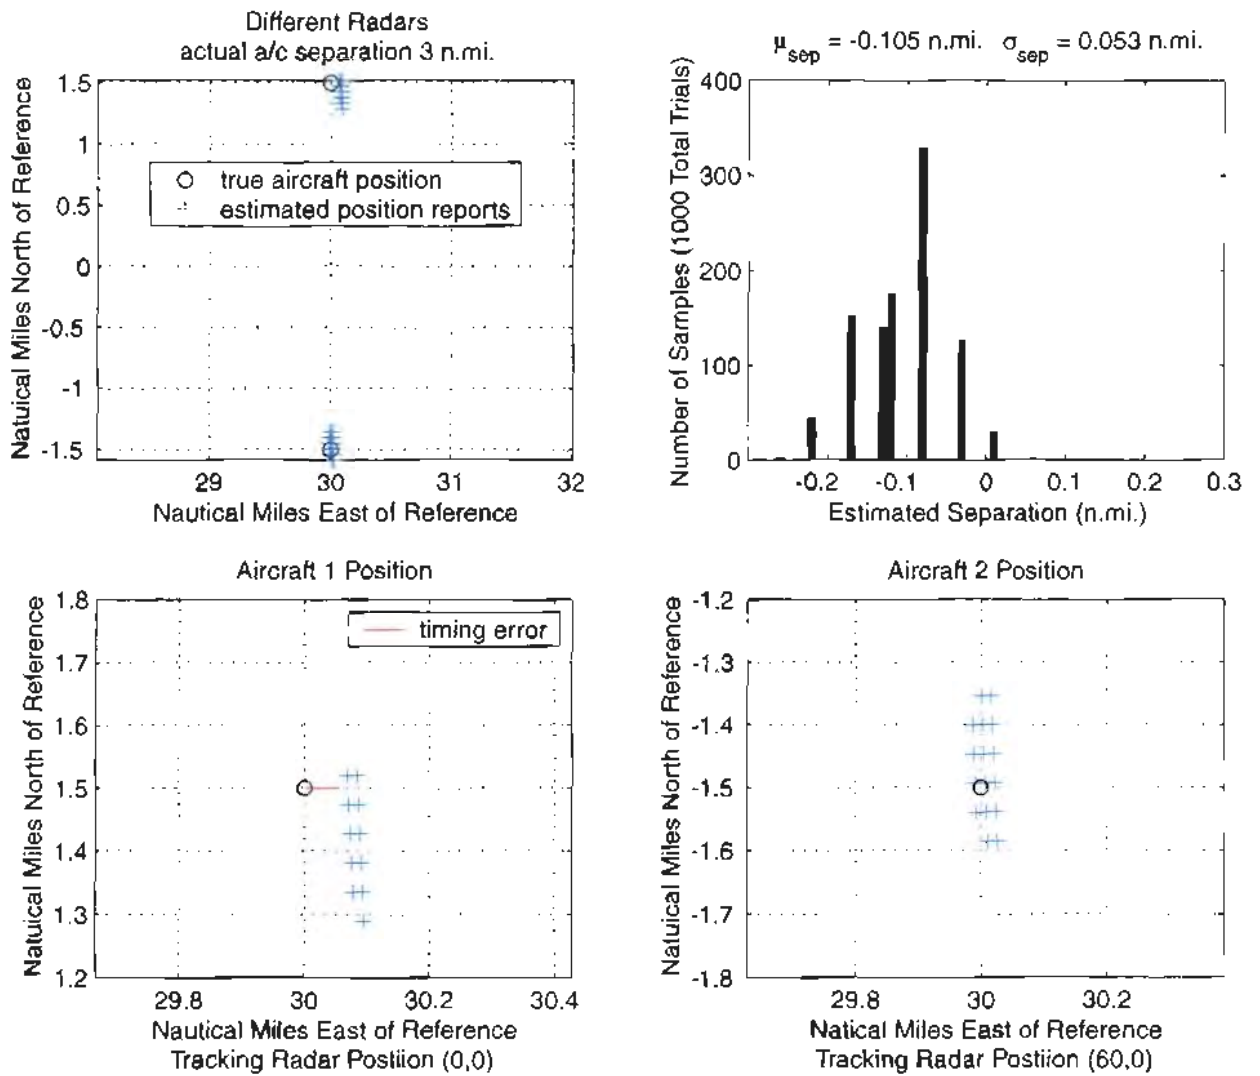 Different Radars
actual a/c separation 3 n.mi.
1.5
1
0.5
0
-0.5
-1
-1.5
Natuical Miles North of Reference
true aircraft position
estimated position reports
29
30
31
32
Nautical Miles East of Reference
μsep = -0.105 n.mi. σsep = 0.053 n.mi.
400
300
200
100
0
Number of Samples (1000 Total Trials)
-0.2
-0.1
0
0.1
0.2
0.3
Estimated Separation (n.mi.)
Aircraft 1 Position
timing error
1.8
1.7
1.6
1.5
1.4
1.3
1.2
Natuical Miles North of Reference
29.8
30
30.2
30.4
Nautical Miles East of Reference
Tracking Radar Postiion (0,0)
Aircraft 2 Position
-1.2
-1.3
-1.4
-1.5
-1.6
-1.7
-1.8
Natuical Miles North of Reference
29.8
30
30.2
Natical Miles East of Reference
Tracking Radar Postiion (60,0)